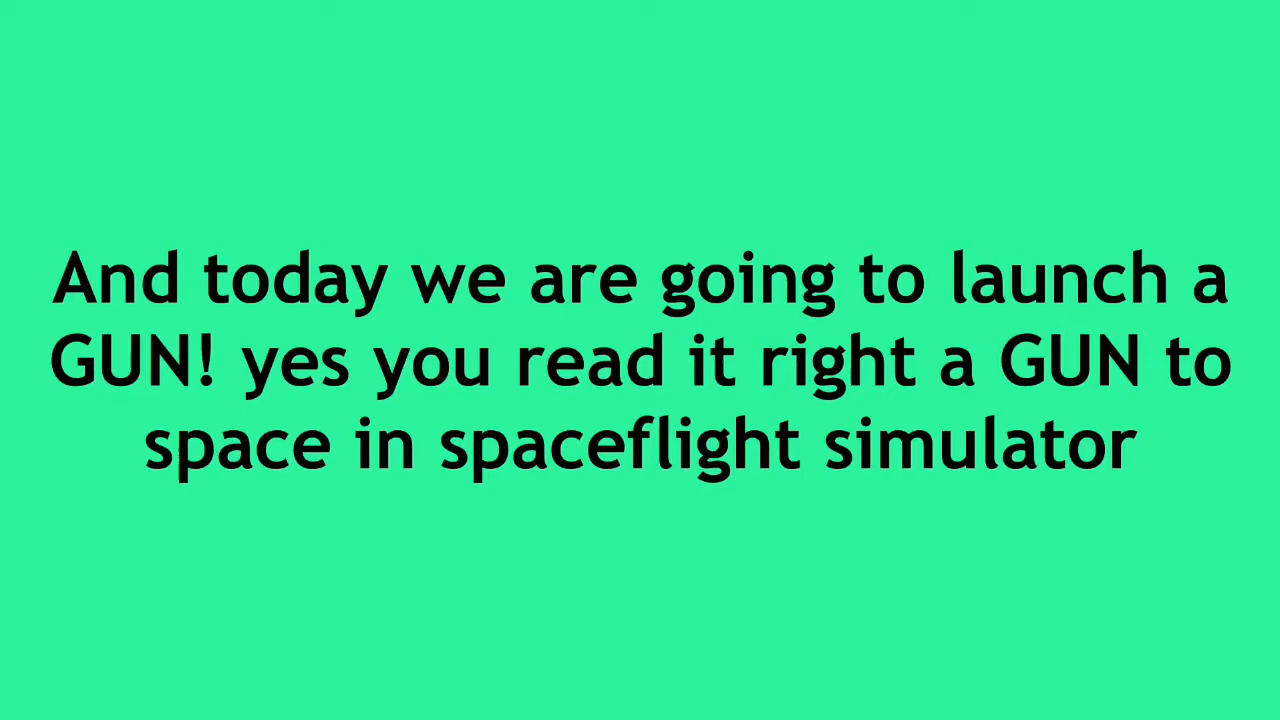 And today we are going to launch a
GUN! yes you read it right a GUN to
space in spaceflight simulator